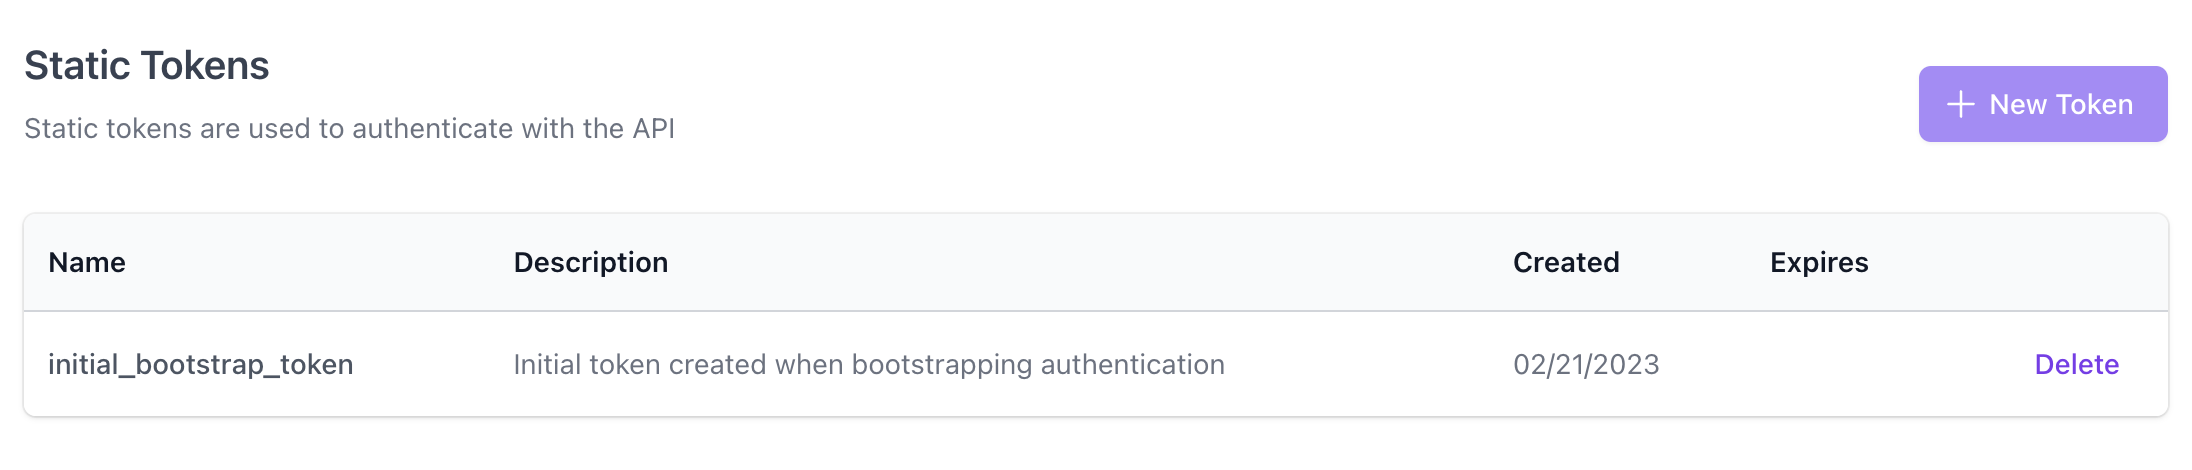 Static Tokens
Static tokens are used to authenticate with the API
New Token
Name Description Created Expires
initial_bootstrap_token Initial token created when bootstrapping authentication 02/21/2023 Delete